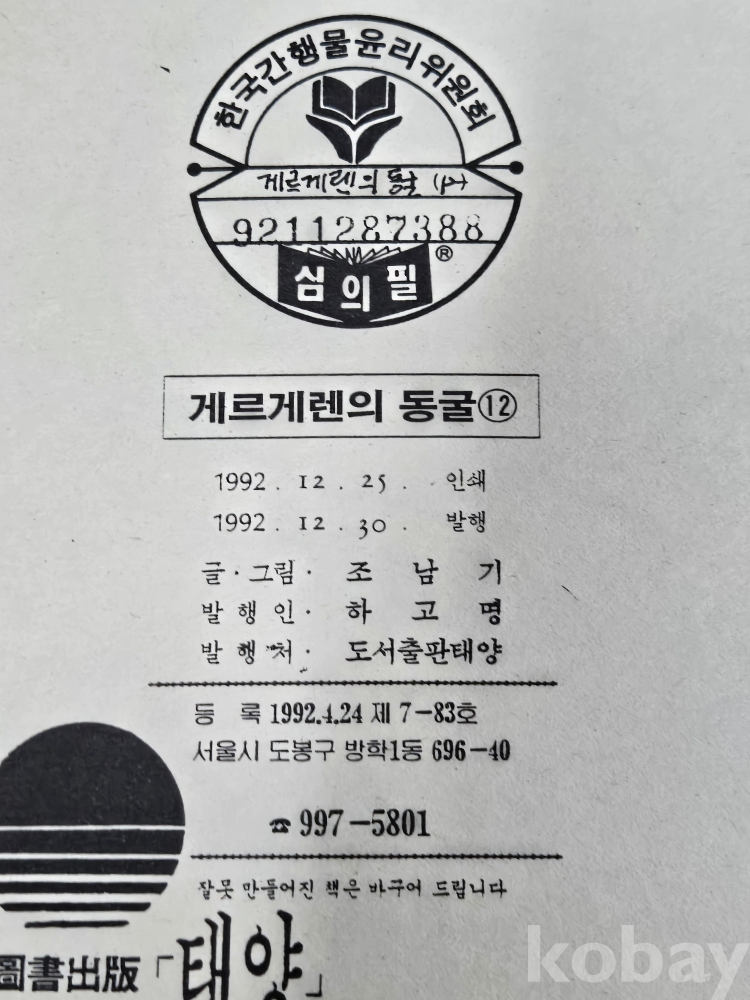 한국간행물윤리위원회
게르게렌의 동굴
9211287388
®
심의필
게르게렌의 동굴⑫
1992. 12. 25. 인쇄
1992. 12. 30. 발행
글·그림· 조남기
발행인· 하고명
발행처· 도서출판태양
등 록 1992.4.24 제 7-83호
서울시 도봉구 방학1동 696-40
☎ 997-5801
잘못 만들어진 책은 바꾸어 드립니다
圖書出版「태양」
kobay